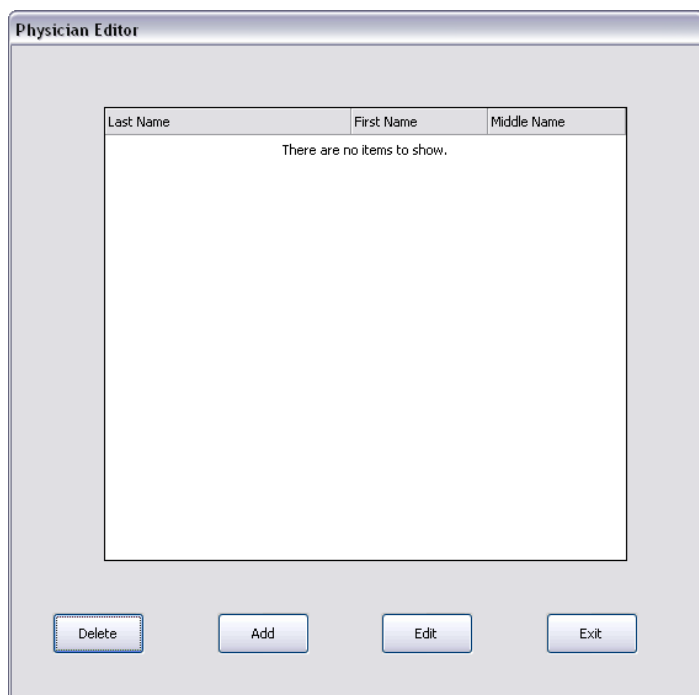 Physician Editor
Last Name First Name Middle Name
There are no items to show.
Delete Add Edit Exit